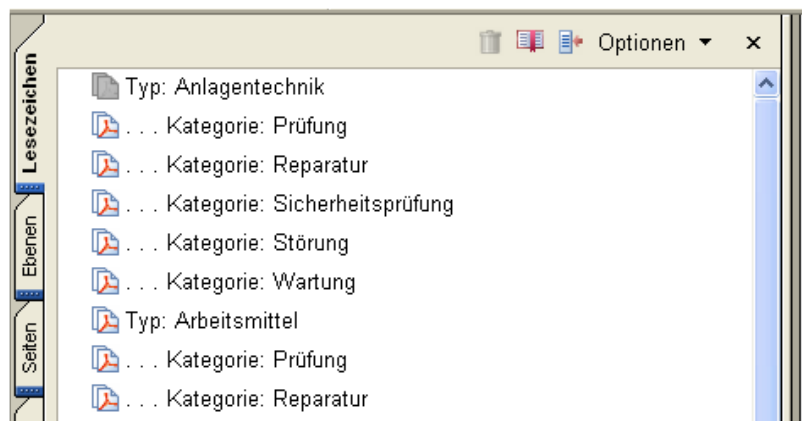 Optionen
Lesezeichen
Ebenen
Seiten
Typ: Anlagentechnik
. . . Kategorie: Prüfung
. . . Kategorie: Reparatur
. . . Kategorie: Sicherheitsprüfung
. . . Kategorie: Störung
. . . Kategorie: Wartung
Typ: Arbeitsmittel
. . . Kategorie: Prüfung
. . . Kategorie: Reparatur